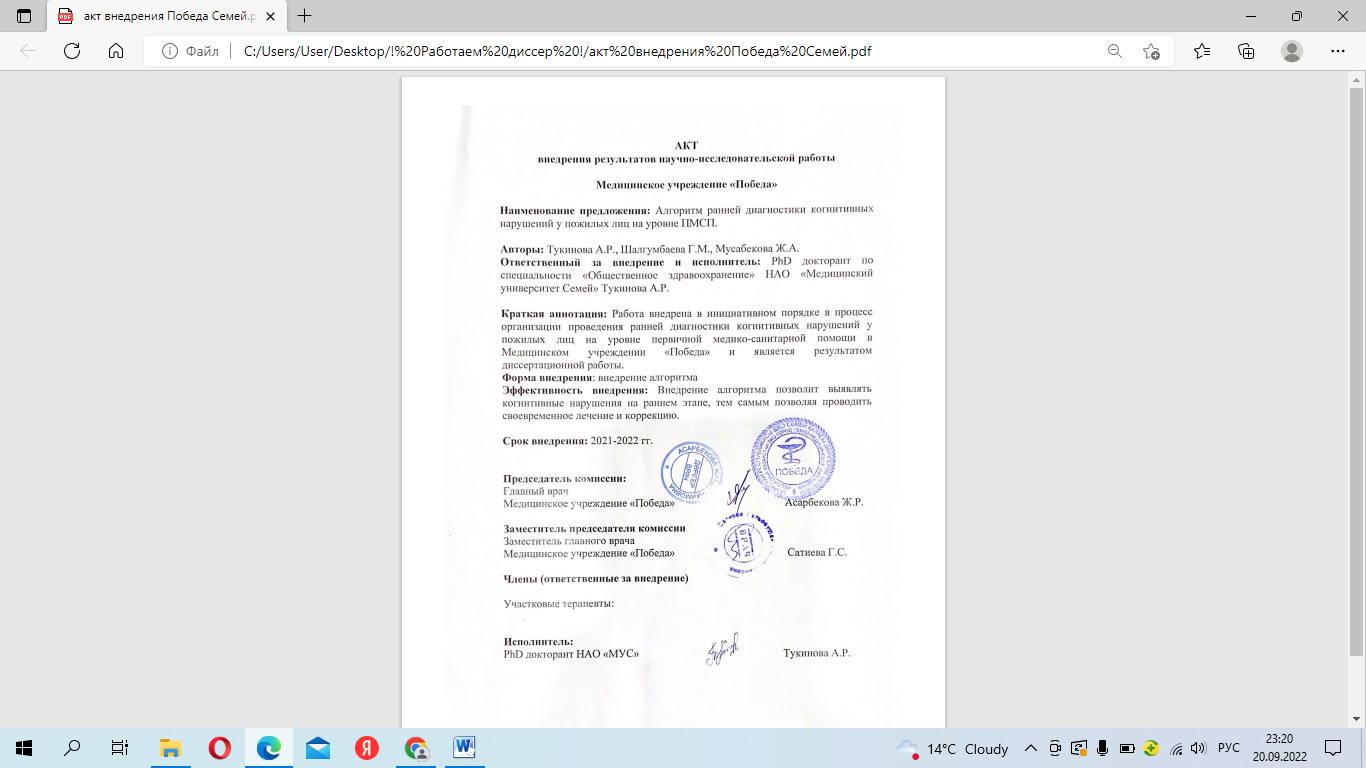 акт внедрения Победа Семей.p
Файл
C:/Users/User/Desktop/!%20Работаем%20диссер%20!/акт%20внедрения%20Победа%20Семей.pdf
АКТ
внедрения результатов научно-исследовательской работы
Медицинское учреждение «Победа»
Наименование предложения: Алгоритм ранней диагностики когнитивных
нарушений у пожилых лиц на уровне ПМСП.
Авторы: Тукинова А.Р., Шалгумбаева Г.М., Мусабекова Ж.А.
Ответственный за внедрение и исполнитель: PhD докторант по
специальности «Общественное здравоохранение» НАО «Медицинский
университет Семей» Тукинова А.Р.
Краткая аннотация: Работа внедрена в инициативном порядке в процесс
организации проведения ранней диагностики когнитивных нарушений у
пожилых лиц на уровне первичной медико-санитарной помощи в
Медицинском учреждении «Победа» и является результатом
диссертационной работы.
Форма внедрения: внедрение алгоритма
Эффективность внедрения: Внедрение алгоритма позволит выявлять
когнитивные нарушения на раннем этапе, тем самым позволяя проводить
своевременное лечение и коррекцию.
Срок внедрения: 2021-2022 гг.
АСАРБЕКОВА
ДӘРІГЕР
ВРАЧ
ПОБЕДА
Председатель комиссии:
Главный врач
Медицинское учреждение «Победа» Асарбекова Ж.Р.
Заместитель председателя комиссии
Заместитель главного врача
Медицинское учреждение «Победа» Сатиева Г.С.
ВРАЧ
Члены (ответственные за внедрение)
Участковые терапевты:
Исполнитель:
PhD докторант НАО «МУС» Тукинова А.Р.
14°C Cloudy
РУС
23:20
20.09.2022